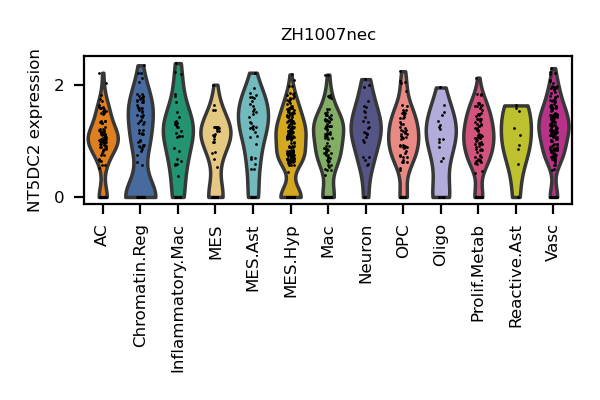 ZH1007nec
NT5DC2 expression
2
0
AC
Chromatin.Reg
Inflammatory.Mac
MES
MES.Ast
MES.Hyp
Mac
Neuron
OPC
Oligo
Prolif.Metab
Reactive.Ast
Vasc